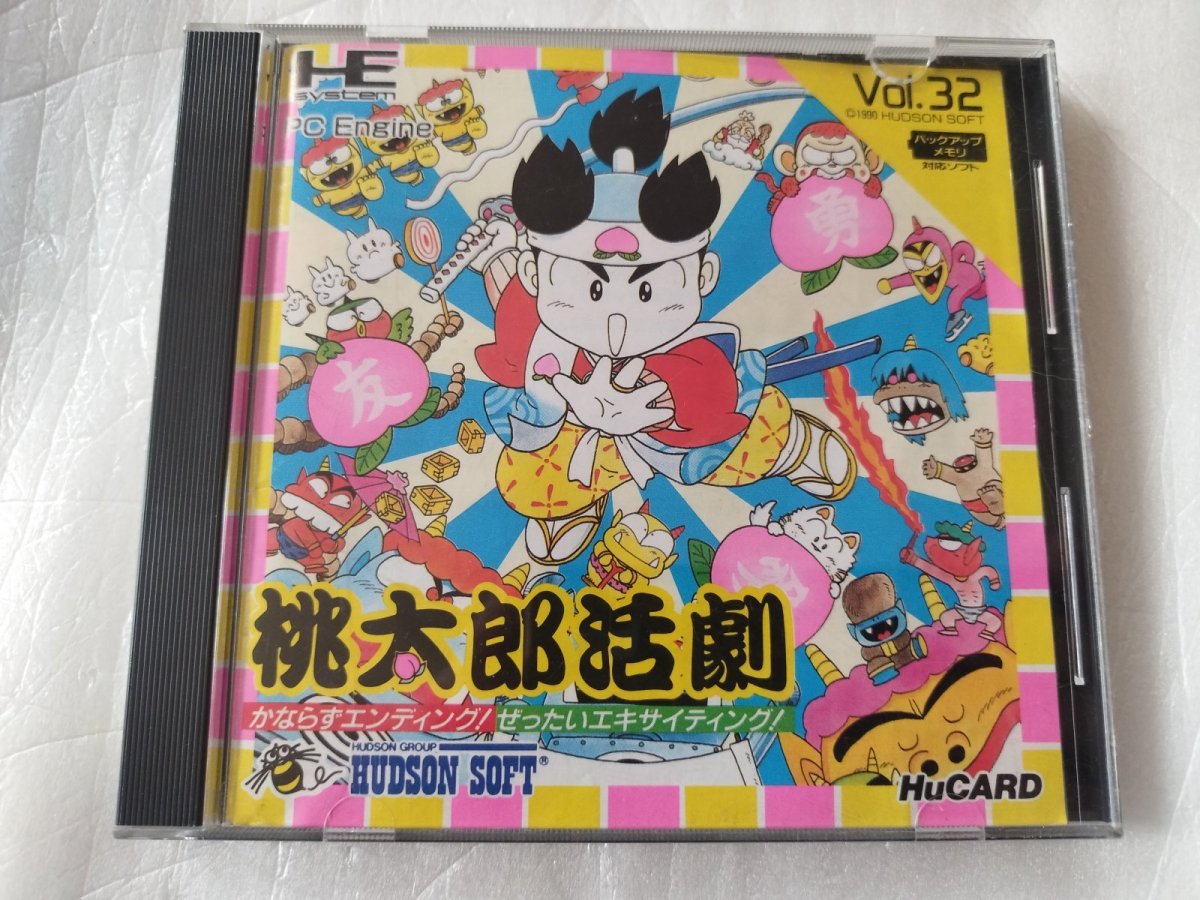 HE
system
PC Engine
Vol.32
©1990 HUDSON SOFT
バックアップ
メモリ
対応ソフト
勇
友
桃太郎活劇
かならずエンディング!ぜったいエキサイティング!
HUDSON GROUP
HUDSON SOFT®
HuCARD